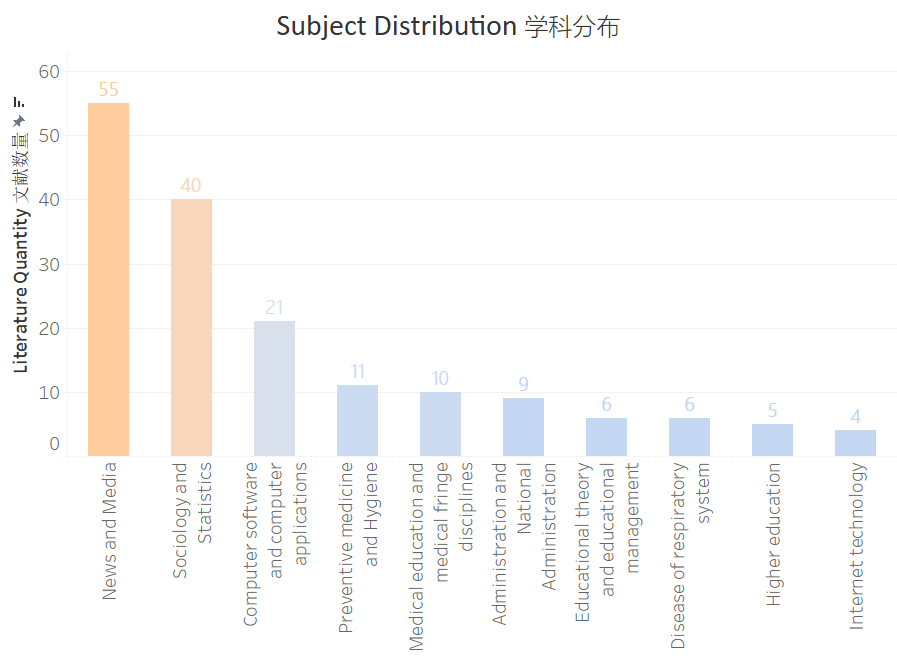 Subject Distribution 学科分布
Literature Quantity 文献数量
60
50
40
30
20
10
0
55
40
21
11
10
9
6
6
5
4
News and Media
Sociology and
Statistics
Computer software
and computer
applications
Preventive medicine
and Hygiene
Medical education and
medical fringe
disciplines
Administration and
National
Administration
Educational theory
and educational
management
Disease of respiratory
system
Higher education
Internet technology